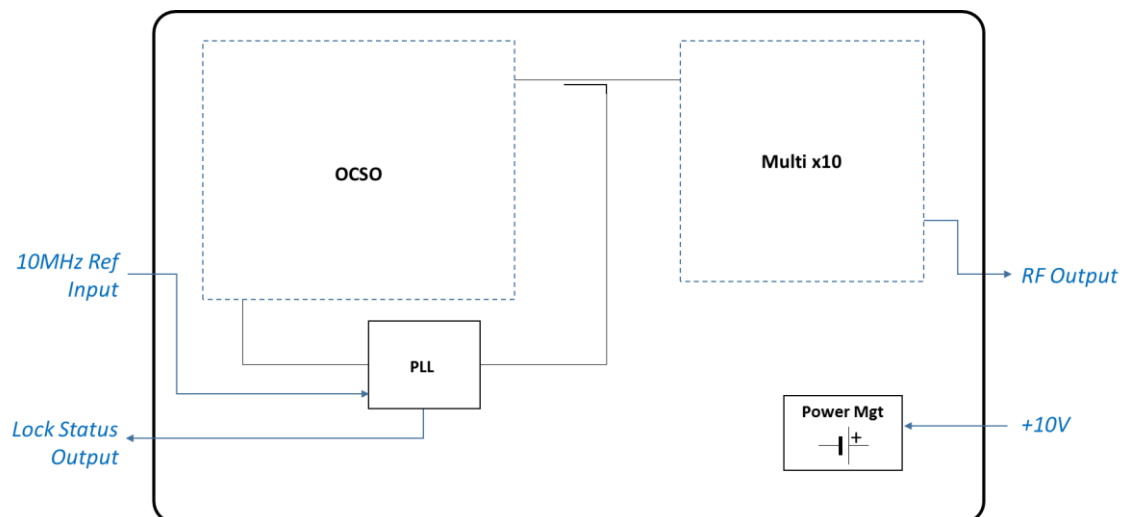 OCSO
Multi x10
10MHz Ref
Input
RF Output
PLL
Lock Status
Output
Power Mgt
+
+10V